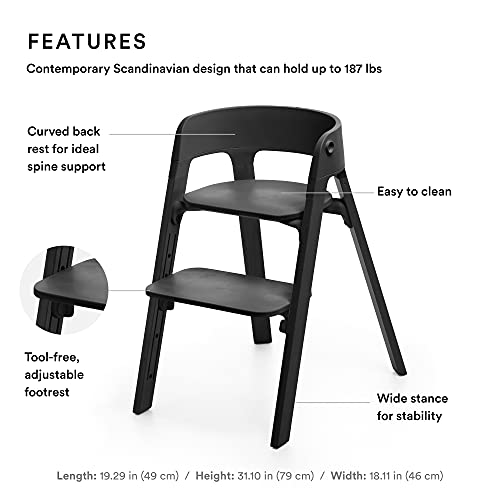 FEATURES
Contemporary Scandinavian design that can hold up to 187 lbs
Curved back
rest for ideal
spine support
Easy to clean
Tool-free,
adjustable
footrest
Wide stance
for stability
Length: 19.29 in (49 cm) / Height: 31.10 in (79 cm) / Width: 18.11 in (46 cm)